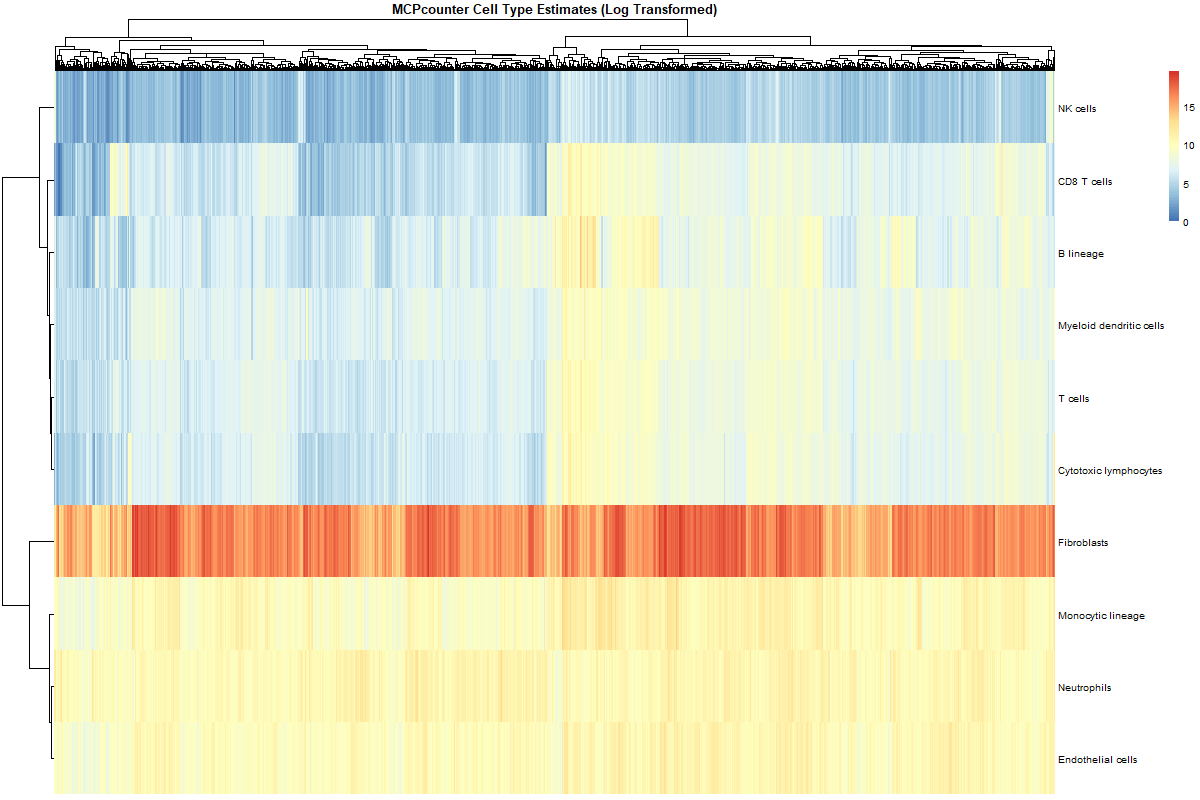 MCPcounter Cell Type Estimates (Log Transformed)
NK cells
CD8 T cells
B lineage
Myeloid dendritic cells
T cells
Cytotoxic lymphocytes
Fibroblasts
Monocytic lineage
Neutrophils
Endothelial cells
15
10
5
0